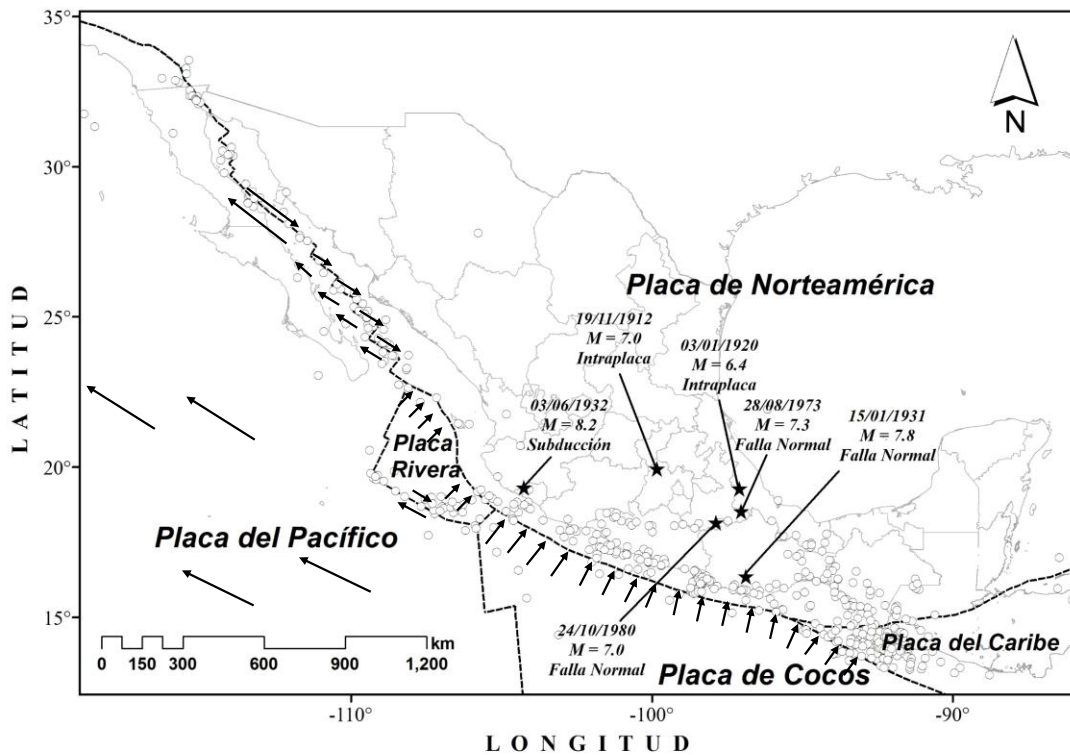 35°
30°
25°
20°
15°
L A T I T U D
N
Placa de Norteamérica
19/11/1912
M = 7.0
Intraplaca
03/01/1920
M = 6.4
Intraplaca
03/06/1932
M = 8.2
Subducción
28/08/1973
M = 7.3
Falla Normal
15/01/1931
M = 7.8
Falla Normal
Placa
Rivera
Placa del Pacífico
24/10/1980
M = 7.0
Falla Normal
Placa del Caribe
Placa de Cocos
km
0 150 300 600 900 1,200
-110° -100° -90°
L O N G I T U D